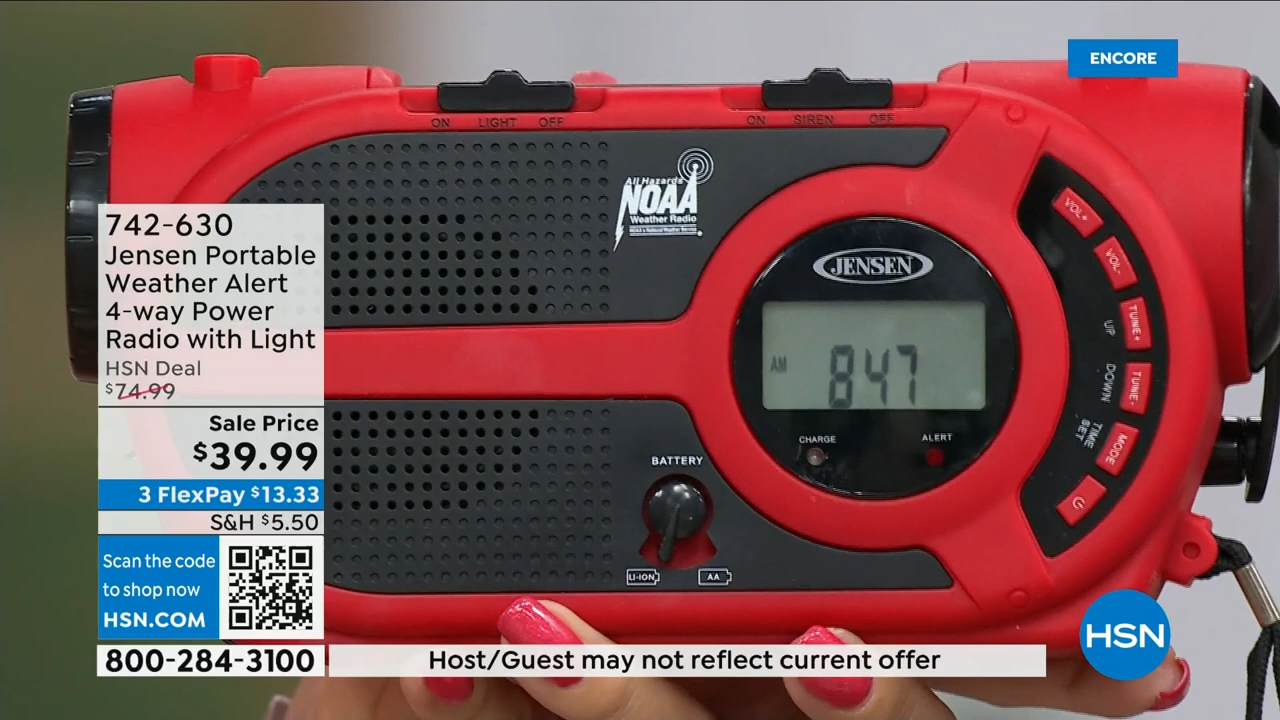 ENCORE
ON LIGHT OFF
ON SIREN OFF
All Hazards
NOAA
Weather Radio
VOL+
VOL-
TUNE+
UP
TUNE-
DOWN
MODE
TIME SET
JENSEN
AM 847
CHARGE
ALERT
BATTERY
LI-ION
AA
742-630
Jensen Portable
Weather Alert
4-way Power
Radio with Light
HSN Deal
$74.99
Sale Price
$39.99
3 FlexPay $13.33
S&H $5.50
Scan the code
to shop now
HSN.COM
800-284-3100
Host/Guest may not reflect current offer
HSN